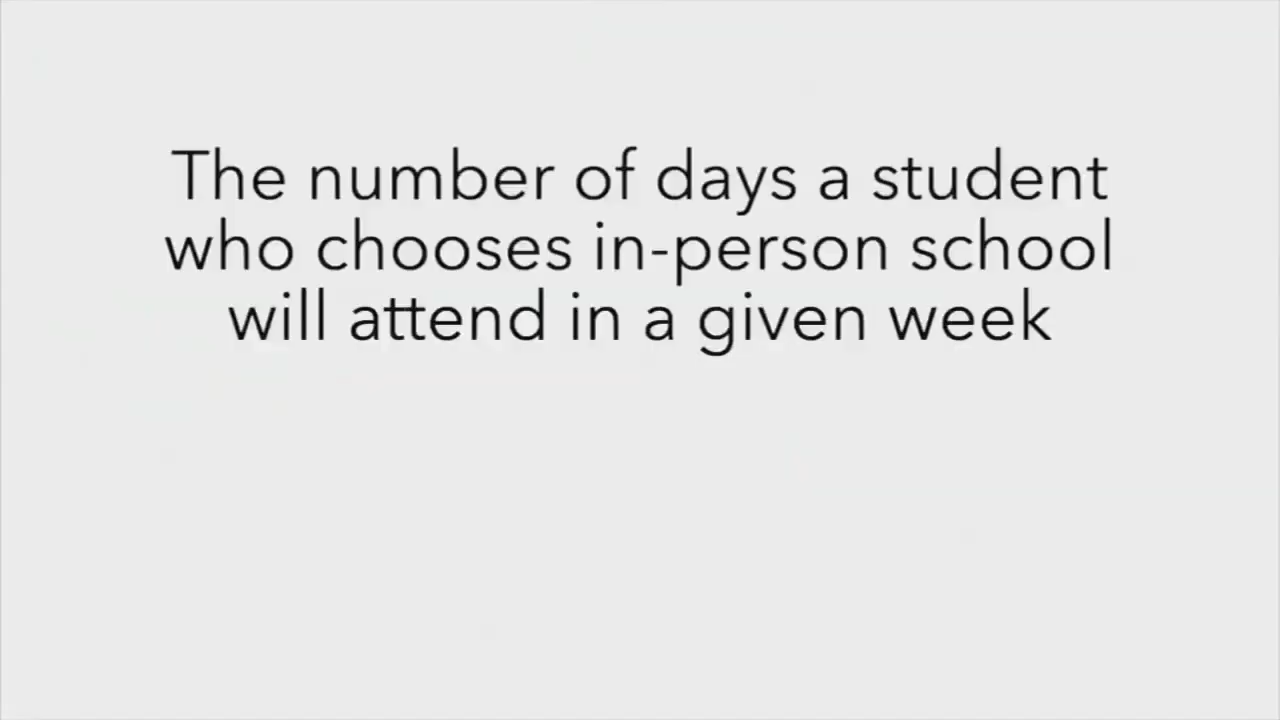 The number of days a student
who chooses in-person school
will attend in a given week